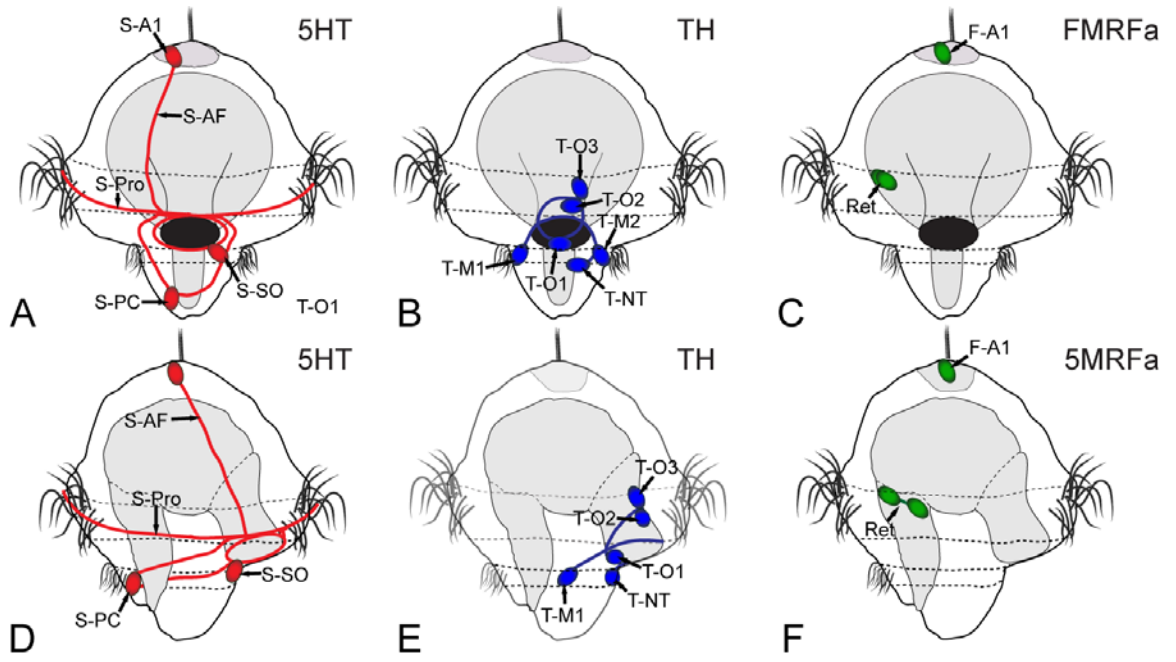 S-A1
5HT
S-AF
S-Pro
S-SO
S-PC
T-O1
A
TH
T-O3
T-O2
T-M2
T-M1
T-O1
T-NT
B
FMRFa
F-A1
Ret
C
5HT
S-AF
S-Pro
S-SO
S-PC
D
TH
T-O3
T-O2
T-O1
T-NT
T-M1
E
5MRFa
F-A1
Ret
F